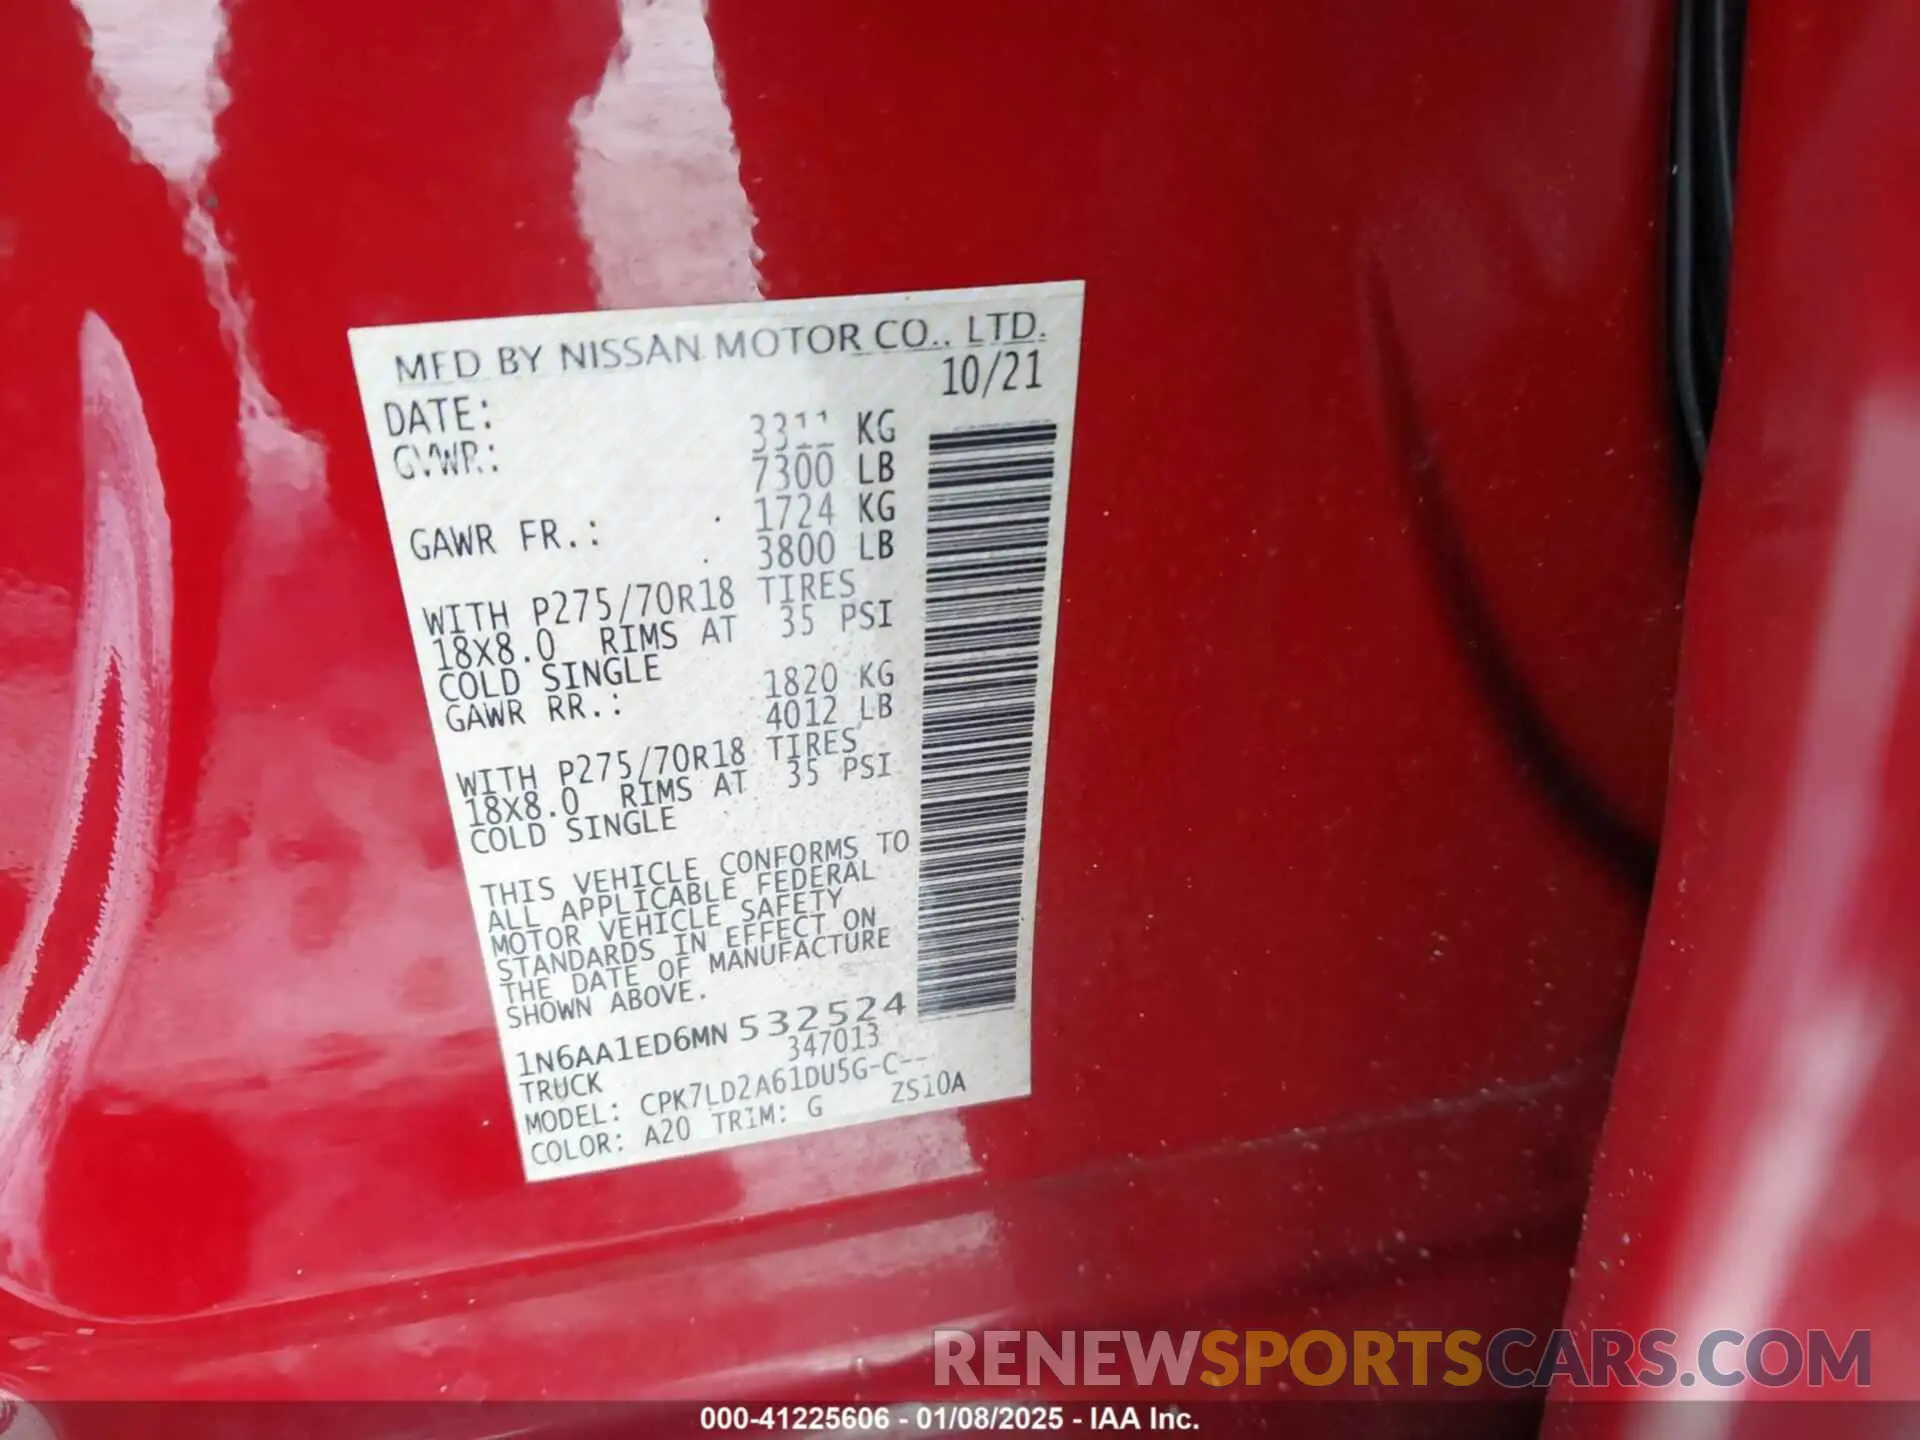 MFD BY NISSAN MOTOR CO., LTD.
DATE: 10/21
GVWR: 3311 KG
7300 LB
GAWR FR.: 1724 KG
3800 LB
WITH P275/70R18 TIRES
18X8.0 RIMS AT 35 PSI
COLD SINGLE
GAWR RR.: 1820 KG
4012 LB
WITH P275/70R18 TIRES
18X8.0 RIMS AT 35 PSI
COLD SINGLE
THIS VEHICLE CONFORMS TO
ALL APPLICABLE FEDERAL
MOTOR VEHICLE SAFETY
STANDARDS IN EFFECT ON
THE DATE OF MANUFACTURE
SHOWN ABOVE.
1N6AA1ED6MN532524
TRUCK 347013
MODEL: CPK7LD2A61DU5G-C--
COLOR: A20 TRIM: G ZS10A
RENEWSPORTSCARS.COM
000-41225606 - 01/08/2025 - IAA Inc.